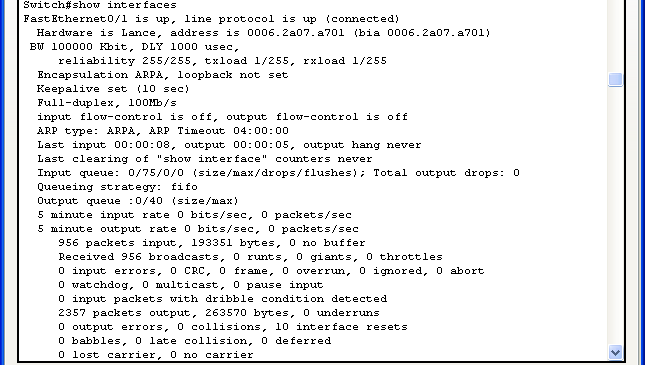 Switch#show interfaces
FastEthernet0/1 is up, line protocol is up (connected)
Hardware is Lance, address is 0006.2a07.a701 (bia 0006.2a07.a701)
BW 100000 Kbit, DLY 1000 usec,
reliability 255/255, txload 1/255, rxload 1/255
Encapsulation ARPA, loopback not set
Keepalive set (10 sec)
Full-duplex, 100Mb/s
input flow-control is off, output flow-control is off
ARP type: ARPA, ARP Timeout 04:00:00
Last input 00:00:08, output 00:00:05, output hang never
Last clearing of "show interface" counters never
Input queue: 0/75/0/0 (size/max/drops/flushes); Total output drops: 0
Queueing strategy: fifo
Output queue :0/40 (size/max)
5 minute input rate 0 bits/sec, 0 packets/sec
5 minute output rate 0 bits/sec, 0 packets/sec
956 packets input, 193351 bytes, 0 no buffer
Received 956 broadcasts, 0 runts, 0 giants, 0 throttles
0 input errors, 0 CRC, 0 frame, 0 overrun, 0 ignored, 0 abort
0 watchdog, 0 multicast, 0 pause input
0 input packets with dribble condition detected
2357 packets output, 263570 bytes, 0 underruns
0 output errors, 0 collisions, 10 interface resets
0 babbles, 0 late collision, 0 deferred
0 lost carrier, 0 no carrier